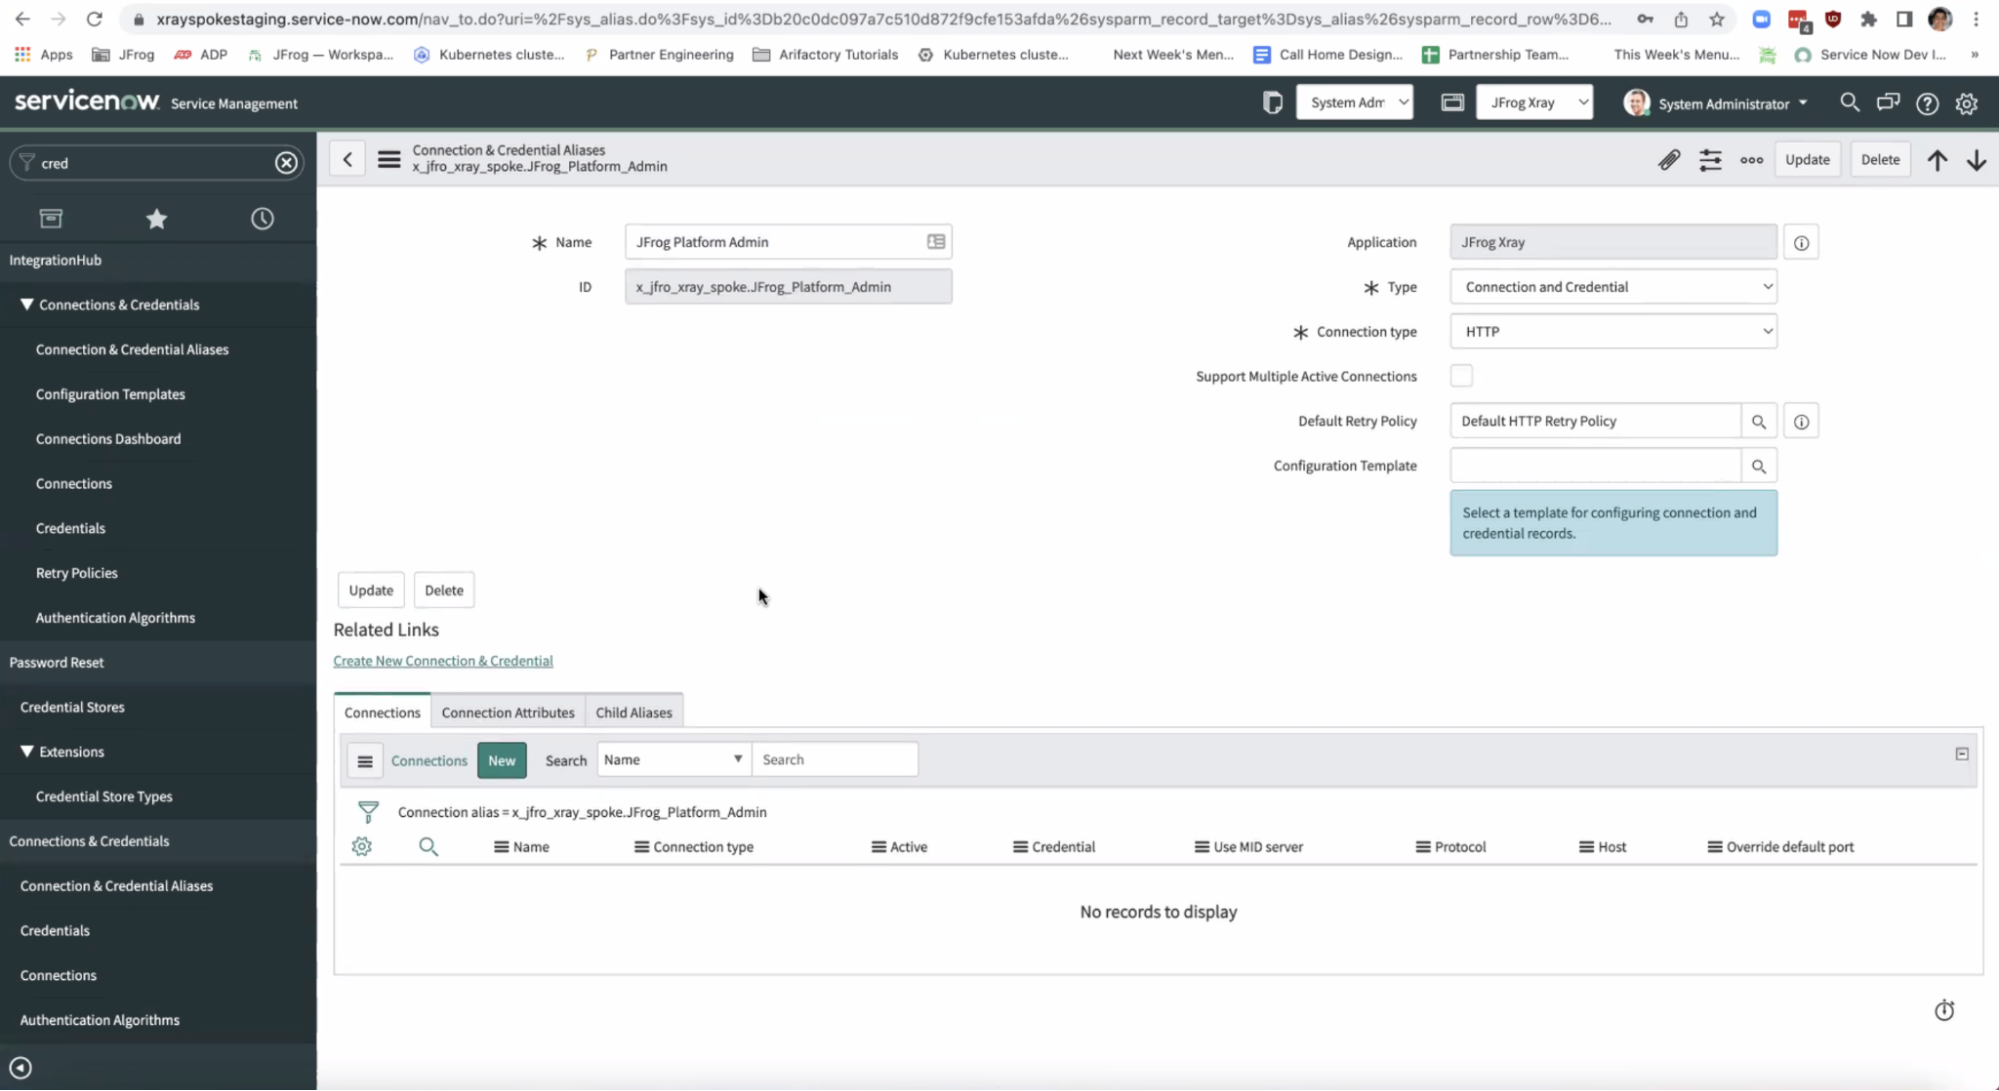 xrayspokestaging.service-now.com/nav_to.do?uri=%2Fsys_alias.do%3Fsys_id%3Db20c0dc097a7c510d872f9cfe153afda%26sysparm_record_target%3Dsys_alias%26sysparm_record_row%3D6...
4
Apps JFrog ADP JFrog — Workspa... Kubernetes cluste... Partner Engineering Arifactory Tutorials Kubernetes cluste... Next Week's Men... Call Home Design... Partnership Team... This Week's Menu... Service Now Dev I... »
servicenow Service Management System Adm JFrog Xray System Administrator
cred
Connection & Credential Aliases
x_jfro_xray_spoke.JFrog_Platform_Admin
Update Delete
IntegrationHub
Connections & Credentials
Connection & Credential Aliases
Configuration Templates
Connections Dashboard
Connections
Credentials
Retry Policies
Authentication Algorithms
Password Reset
Credential Stores
Extensions
Credential Store Types
Connections & Credentials
Connection & Credential Aliases
Credentials
Connections
Authentication Algorithms
Name JFrog Platform Admin
ID x_jfro_xray_spoke.JFrog_Platform_Admin
Application JFrog Xray
Type Connection and Credential
Connection type HTTP
Support Multiple Active Connections
Default Retry Policy Default HTTP Retry Policy
Configuration Template
Select a template for configuring connection and
credential records.
Update Delete
Related Links
Create New Connection & Credential
Connections Connection Attributes Child Aliases
Connections New Search Name Search
Connection alias = x_jfro_xray_spoke.JFrog_Platform_Admin
Name Connection type Active Credential Use MID server Protocol Host Override default port
No records to display